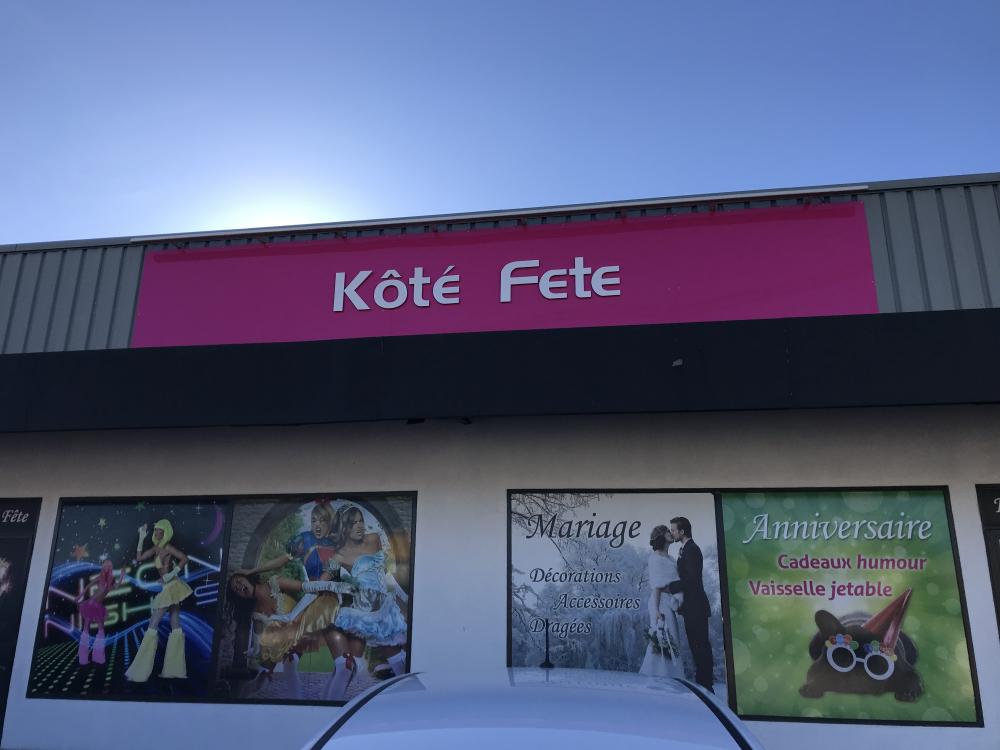 Kôté Fete
Fête
Mariage
Décorations
Accessoires
Dragées
Anniversaire
Cadeaux humour
Vaisselle jetable